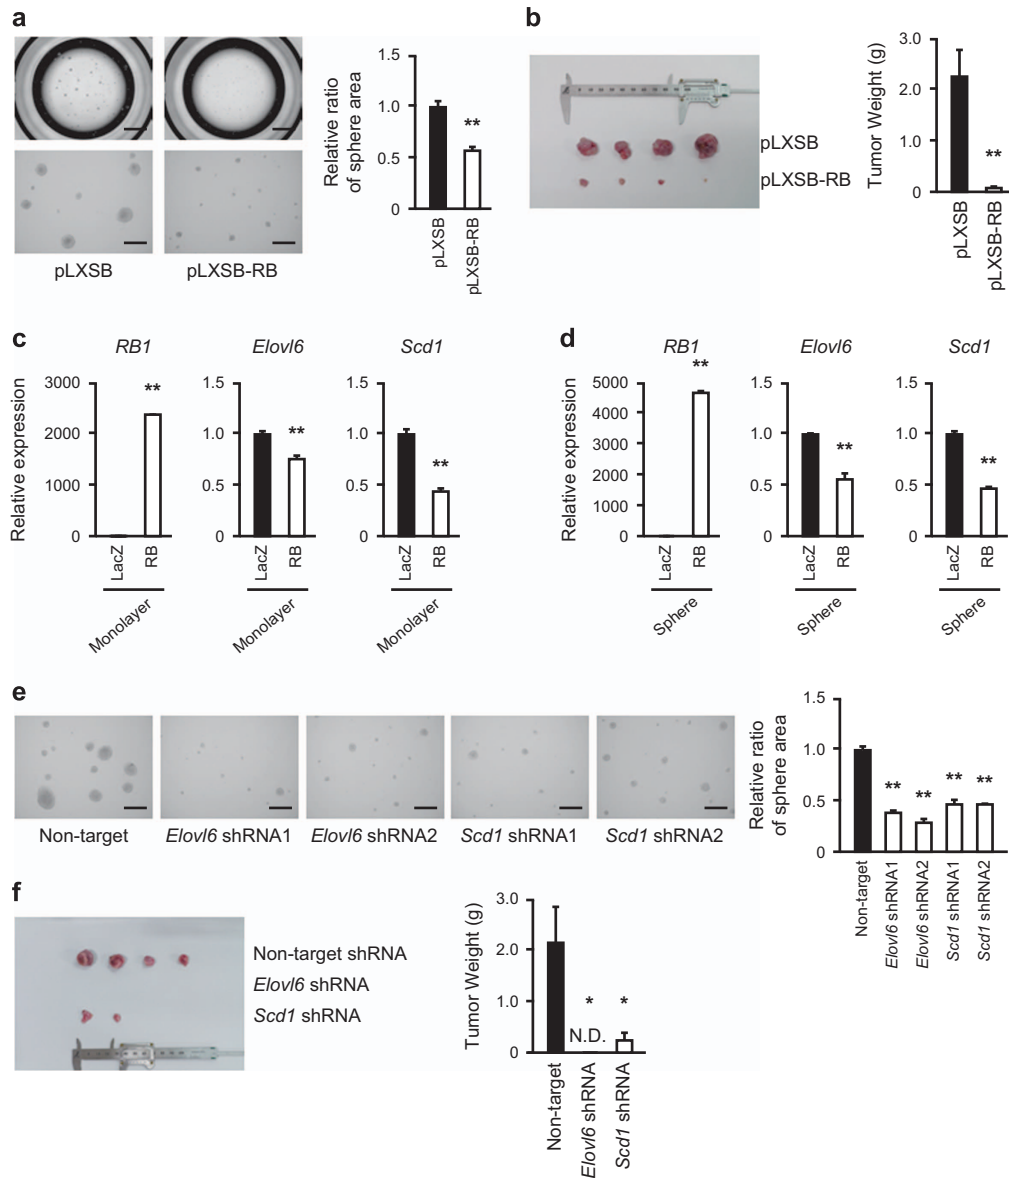 a
b
Relative ratio
of sphere area
1.5
1.0
0.5
0
**
pLXSB
pLXSB-RB
pLXSB
pLXSB-RB
pLXSB
pLXSB-RB
Tumor Weight (g)
3.0
2.0
1.0
0
**
pLXSB
pLXSB-RB
c
RB1
Elovl6
Scd1
Relative expression
3000
2000
1000
0
**
LacZ
RB
Monolayer
1.5
1.0
0.5
0
**
LacZ
RB
Monolayer
1.5
1.0
0.5
0
**
LacZ
RB
Monolayer
d
RB1
Elovl6
Scd1
Relative expression
5000
4000
3000
2000
1000
0
**
LacZ
RB
Sphere
1.5
1.0
0.5
0
**
LacZ
RB
Sphere
1.5
1.0
0.5
0
**
LacZ
RB
Sphere
e
Non-target
Elovl6 shRNA1
Elovl6 shRNA2
Scd1 shRNA1
Scd1 shRNA2
Relative ratio
of sphere area
1.5
1.0
0.5
0
**
**
**
**
Non-target
Elovl6 shRNA1
Elovl6 shRNA2
Scd1 shRNA1
Scd1 shRNA2
f
Non-target shRNA
Elovl6 shRNA
Scd1 shRNA
Tumor Weight (g)
3.0
2.0
1.0
0
N.D.
*
*
Non-target
Elovl6 shRNA
Scd1 shRNA